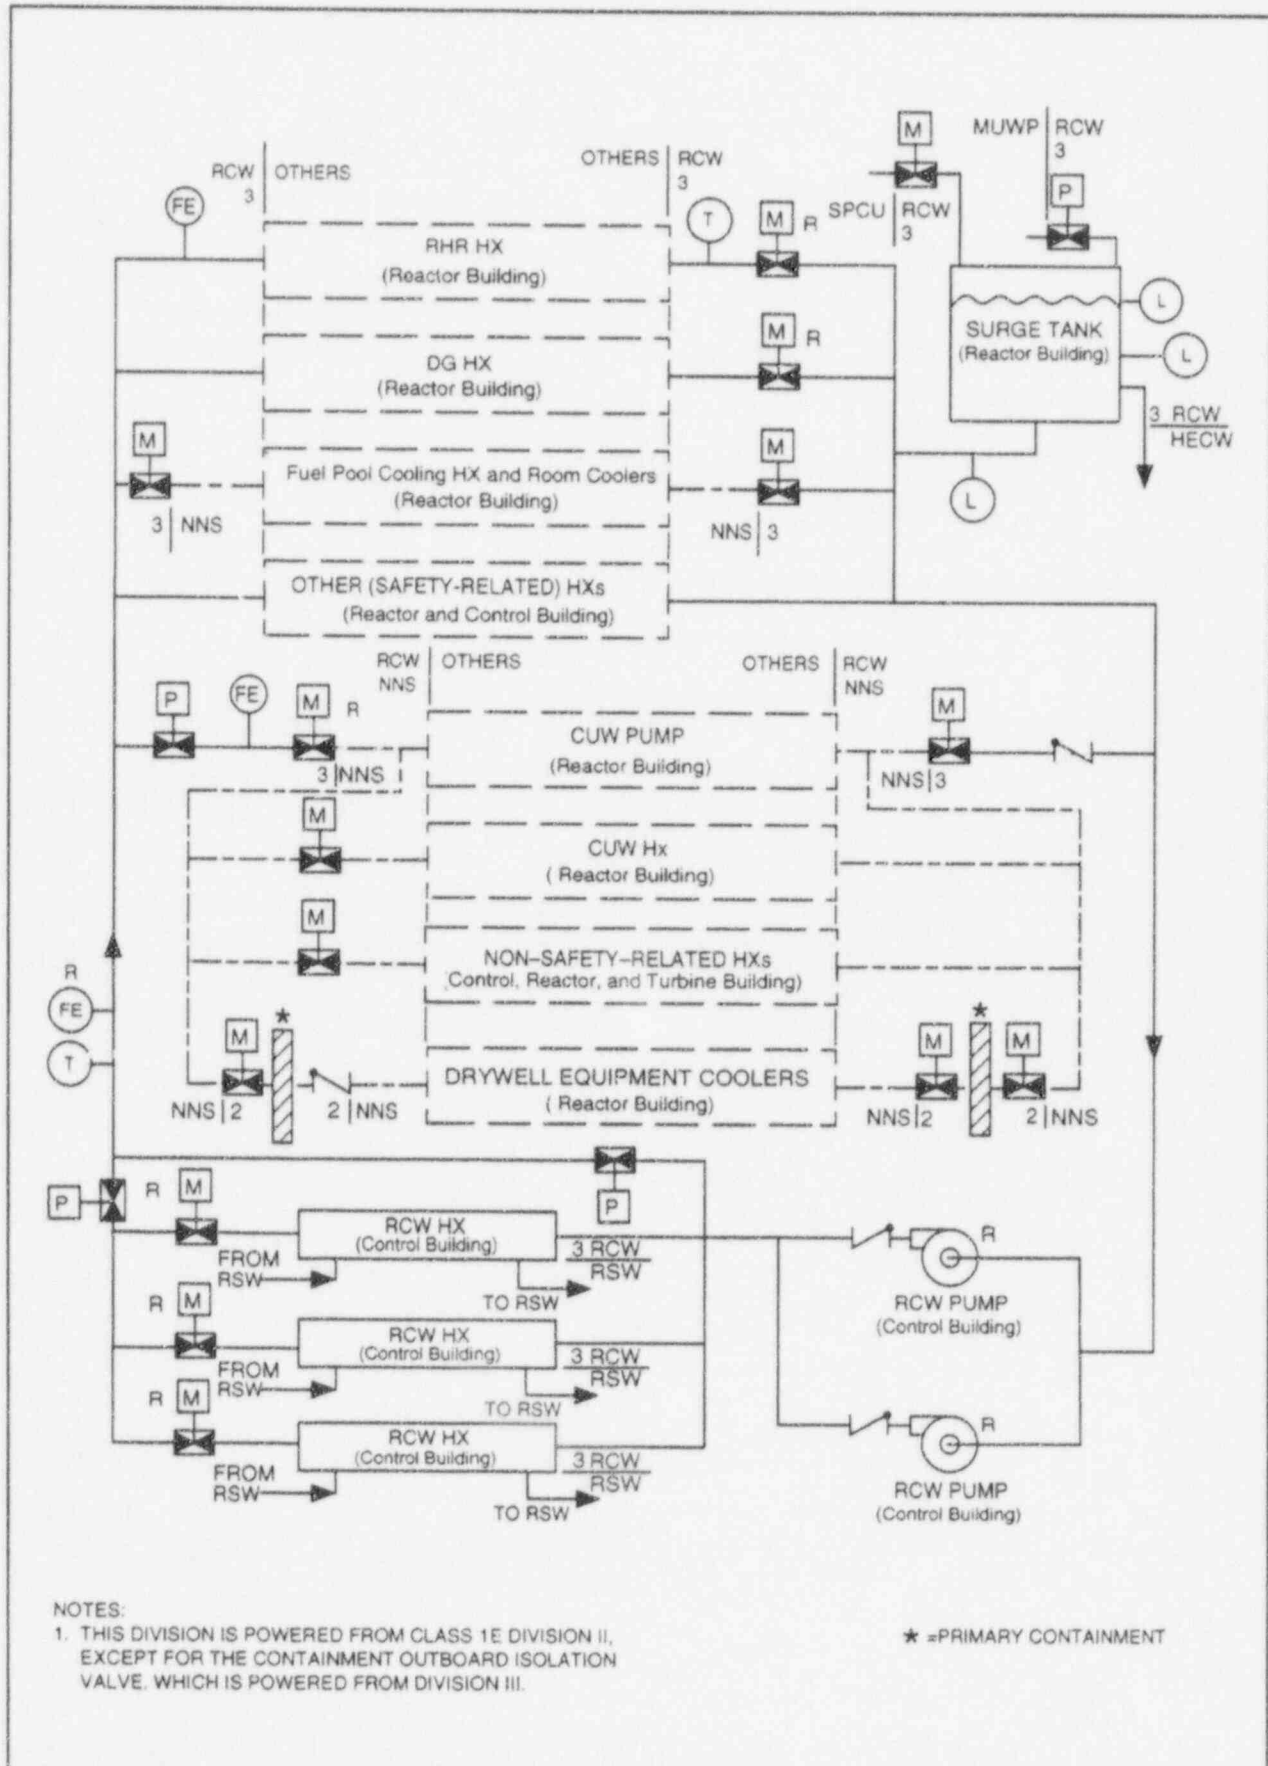 M
MUWP
RCW
3
RCW
3
OTHERS
OTHERS
RCW
3
P
FE
T
M
R
SPCU
RCW
3
RHR HX
(Reactor Building)
L
SURGE TANK
(Reactor Building)
L
M
R
DG HX
(Reactor Building)
3 RCW
HECW
M
M
Fuel Pool Cooling HX and Room Coolers
(Reactor Building)
L
3
NNS
NNS
3
OTHER (SAFETY-RELATED) HXs
(Reactor and Control Building)
RCW
NNS
OTHERS
OTHERS
RCW
NNS
P
FE
M
R
M
CUW PUMP
(Reactor Building)
3
NNS
NNS
3
M
CUW Hx
( Reactor Building)
M
NON-SAFETY-RELATED HXs
Control, Reactor, and Turbine Building)
R
FE
T
*
*
M
M
M
DRYWELL EQUIPMENT COOLERS
( Reactor Building)
NNS
2
2
NNS
NNS
2
2
NNS
P
R
M
P
RCW HX
(Control Building)
3 RCW
RSW
FROM
RSW
TO RSW
R
RCW PUMP
(Control Building)
R
M
RCW HX
(Control Building)
3 RCW
RSW
FROM
RSW
TO RSW
R
M
RCW HX
(Control Building)
3 RCW
RSW
FROM
RSW
TO RSW
R
RCW PUMP
(Control Building)
NOTES:
1. THIS DIVISION IS POWERED FROM CLASS 1E DIVISION II,
EXCEPT FOR THE CONTAINMENT OUTBOARD ISOLATION
VALVE. WHICH IS POWERED FROM DIVISION III.
* =PRIMARY CONTAINMENT